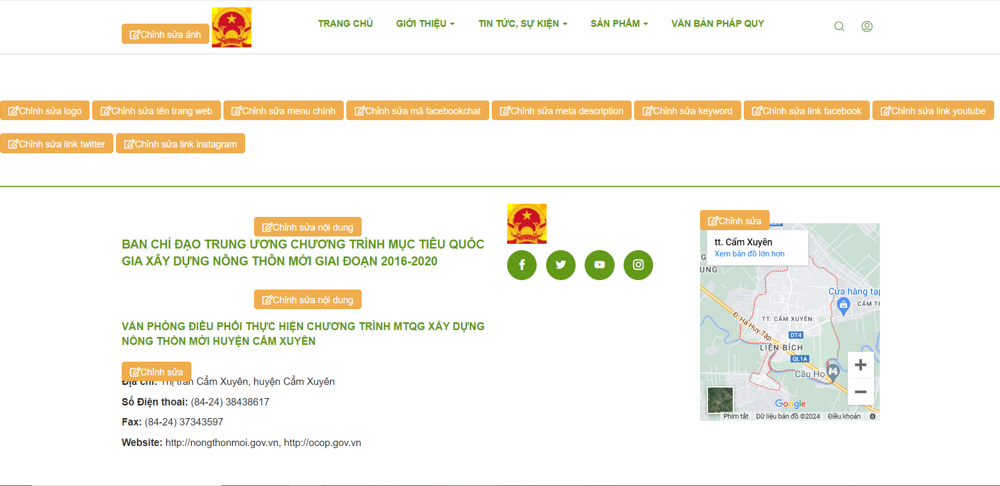 Chỉnh sửa ảnh
TRANG CHỦ
GIỚI THIỆU
TIN TỨC, SỰ KIỆN
SẢN PHẨM
VĂN BẢN PHÁP QUY
Chỉnh sửa logo
Chỉnh sửa tên trang web
Chỉnh sửa menu chính
Chỉnh sửa mã facebookchat
Chỉnh sửa meta description
Chỉnh sửa keyword
Chỉnh sửa link facebook
Chỉnh sửa link youtube
Chỉnh sửa link twitter
Chỉnh sửa link instagram
Chỉnh sửa nội dung
BAN CHỈ ĐẠO TRUNG ƯƠNG CHƯƠNG TRÌNH MỤC TIÊU QUỐC
GIA XÂY DỰNG NÔNG THÔN MỚI GIAI ĐOẠN 2016-2020
Chỉnh sửa nội dung
VĂN PHÒNG ĐIỀU PHỐI THỰC HIỆN CHƯƠNG TRÌNH MTQG XÂY DỰNG
NÔNG THÔN MỚI HUYỆN CẨM XUYÊN
Chỉnh sửa
Địa chỉ: Thị trấn Cẩm Xuyên, huyện Cẩm Xuyên
Số Điện thoai: (84-24) 38438617
Fax: (84-24) 37343597
Website: http://nongthonmoi.gov.vn, http://ocop.gov.vn
Chỉnh sửa
tt. Cẩm Xuyên
Xem bản đồ lớn hơn
UNG
Cửa hàng tạp
CẨM TH
Đ. Hà Huy Tập
TT. CẨM XUYÊN
DT4
LIÊN BÍCH
QL1A
Cầu Họ
Google
Phím tắt
Dữ liệu bản đồ ©2024
Điều khoản